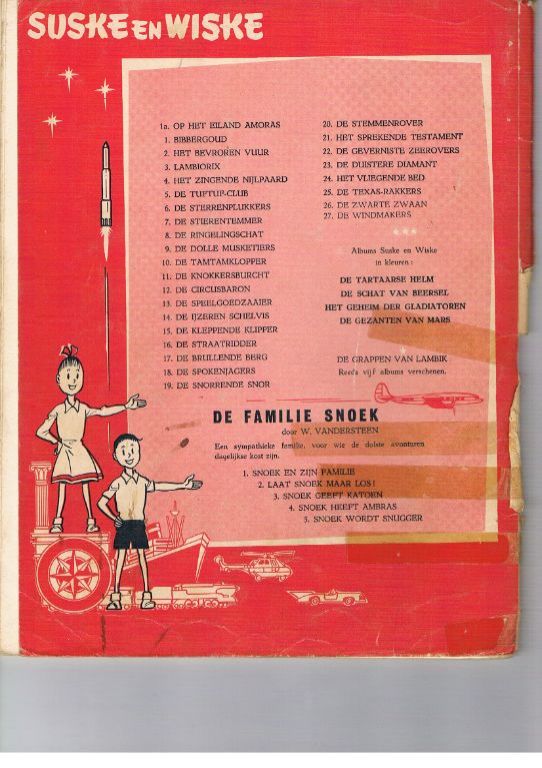 SUSKE EN WISKE
1a. OP HET EILAND AMORAS
1. BIBBERGOUD
2. HET BEVROREN VUUR
3. LAMBIORIX
4. HET ZINGENDE NIJLPAARD
5. DE TUFTUF-CLUB
6. DE STERRENPLUKKERS
7. DE STIERENTEMMER
8. DE RINGELINGSCHAT
9. DE DOLLE MUSKETIERS
10. DE TAMTAMKLOPPER
11. DE KNOKKERSBURCHT
12. DE CIRCUSBARON
13. DE SPEELGOEDZAAIER
14. DE IJZEREN SCHELVIS
15. DE KLEPPENDE KLIPPER
16. DE STRAATRIDDER
17. DE BRULLENDE BERG
18. DE SPOKENJAGERS
19. DE SNORRENDE SNOR
20. DE STEMMENROVER
21. HET SPREKENDE TESTAMENT
22. DE GEVERNISTE ZEEROVERS
23. DE DUISTERE DIAMANT
24. HET VLIEGENDE BED
25. DE TEXAS-RAKKERS
26. DE ZWARTE ZWAAN
27. DE WINDMAKERS
***
Albums Suske en Wiske
in kleuren :
DE TARTAARSE HELM
DE SCHAT VAN BEERSEL
HET GEHEIM DER GLADIATOREN
DE GEZANTEN VAN MARS
DE GRAPPEN VAN LAMBIK
Reeds vijf albums verschenen.
DE FAMILIE SNOEK
door W. VANDERSTEEN
Een sympathieke familie, voor wie de dolste avonturen
dagelijkse kost zijn.
1. SNOEK EN ZIJN FAMILIE
2. LAAT SNOEK MAAR LOS !
3. SNOEK GEEFT KATOEN
4. SNOEK HEEFT AMBRAS
5. SNOEK WORDT SNUGGER